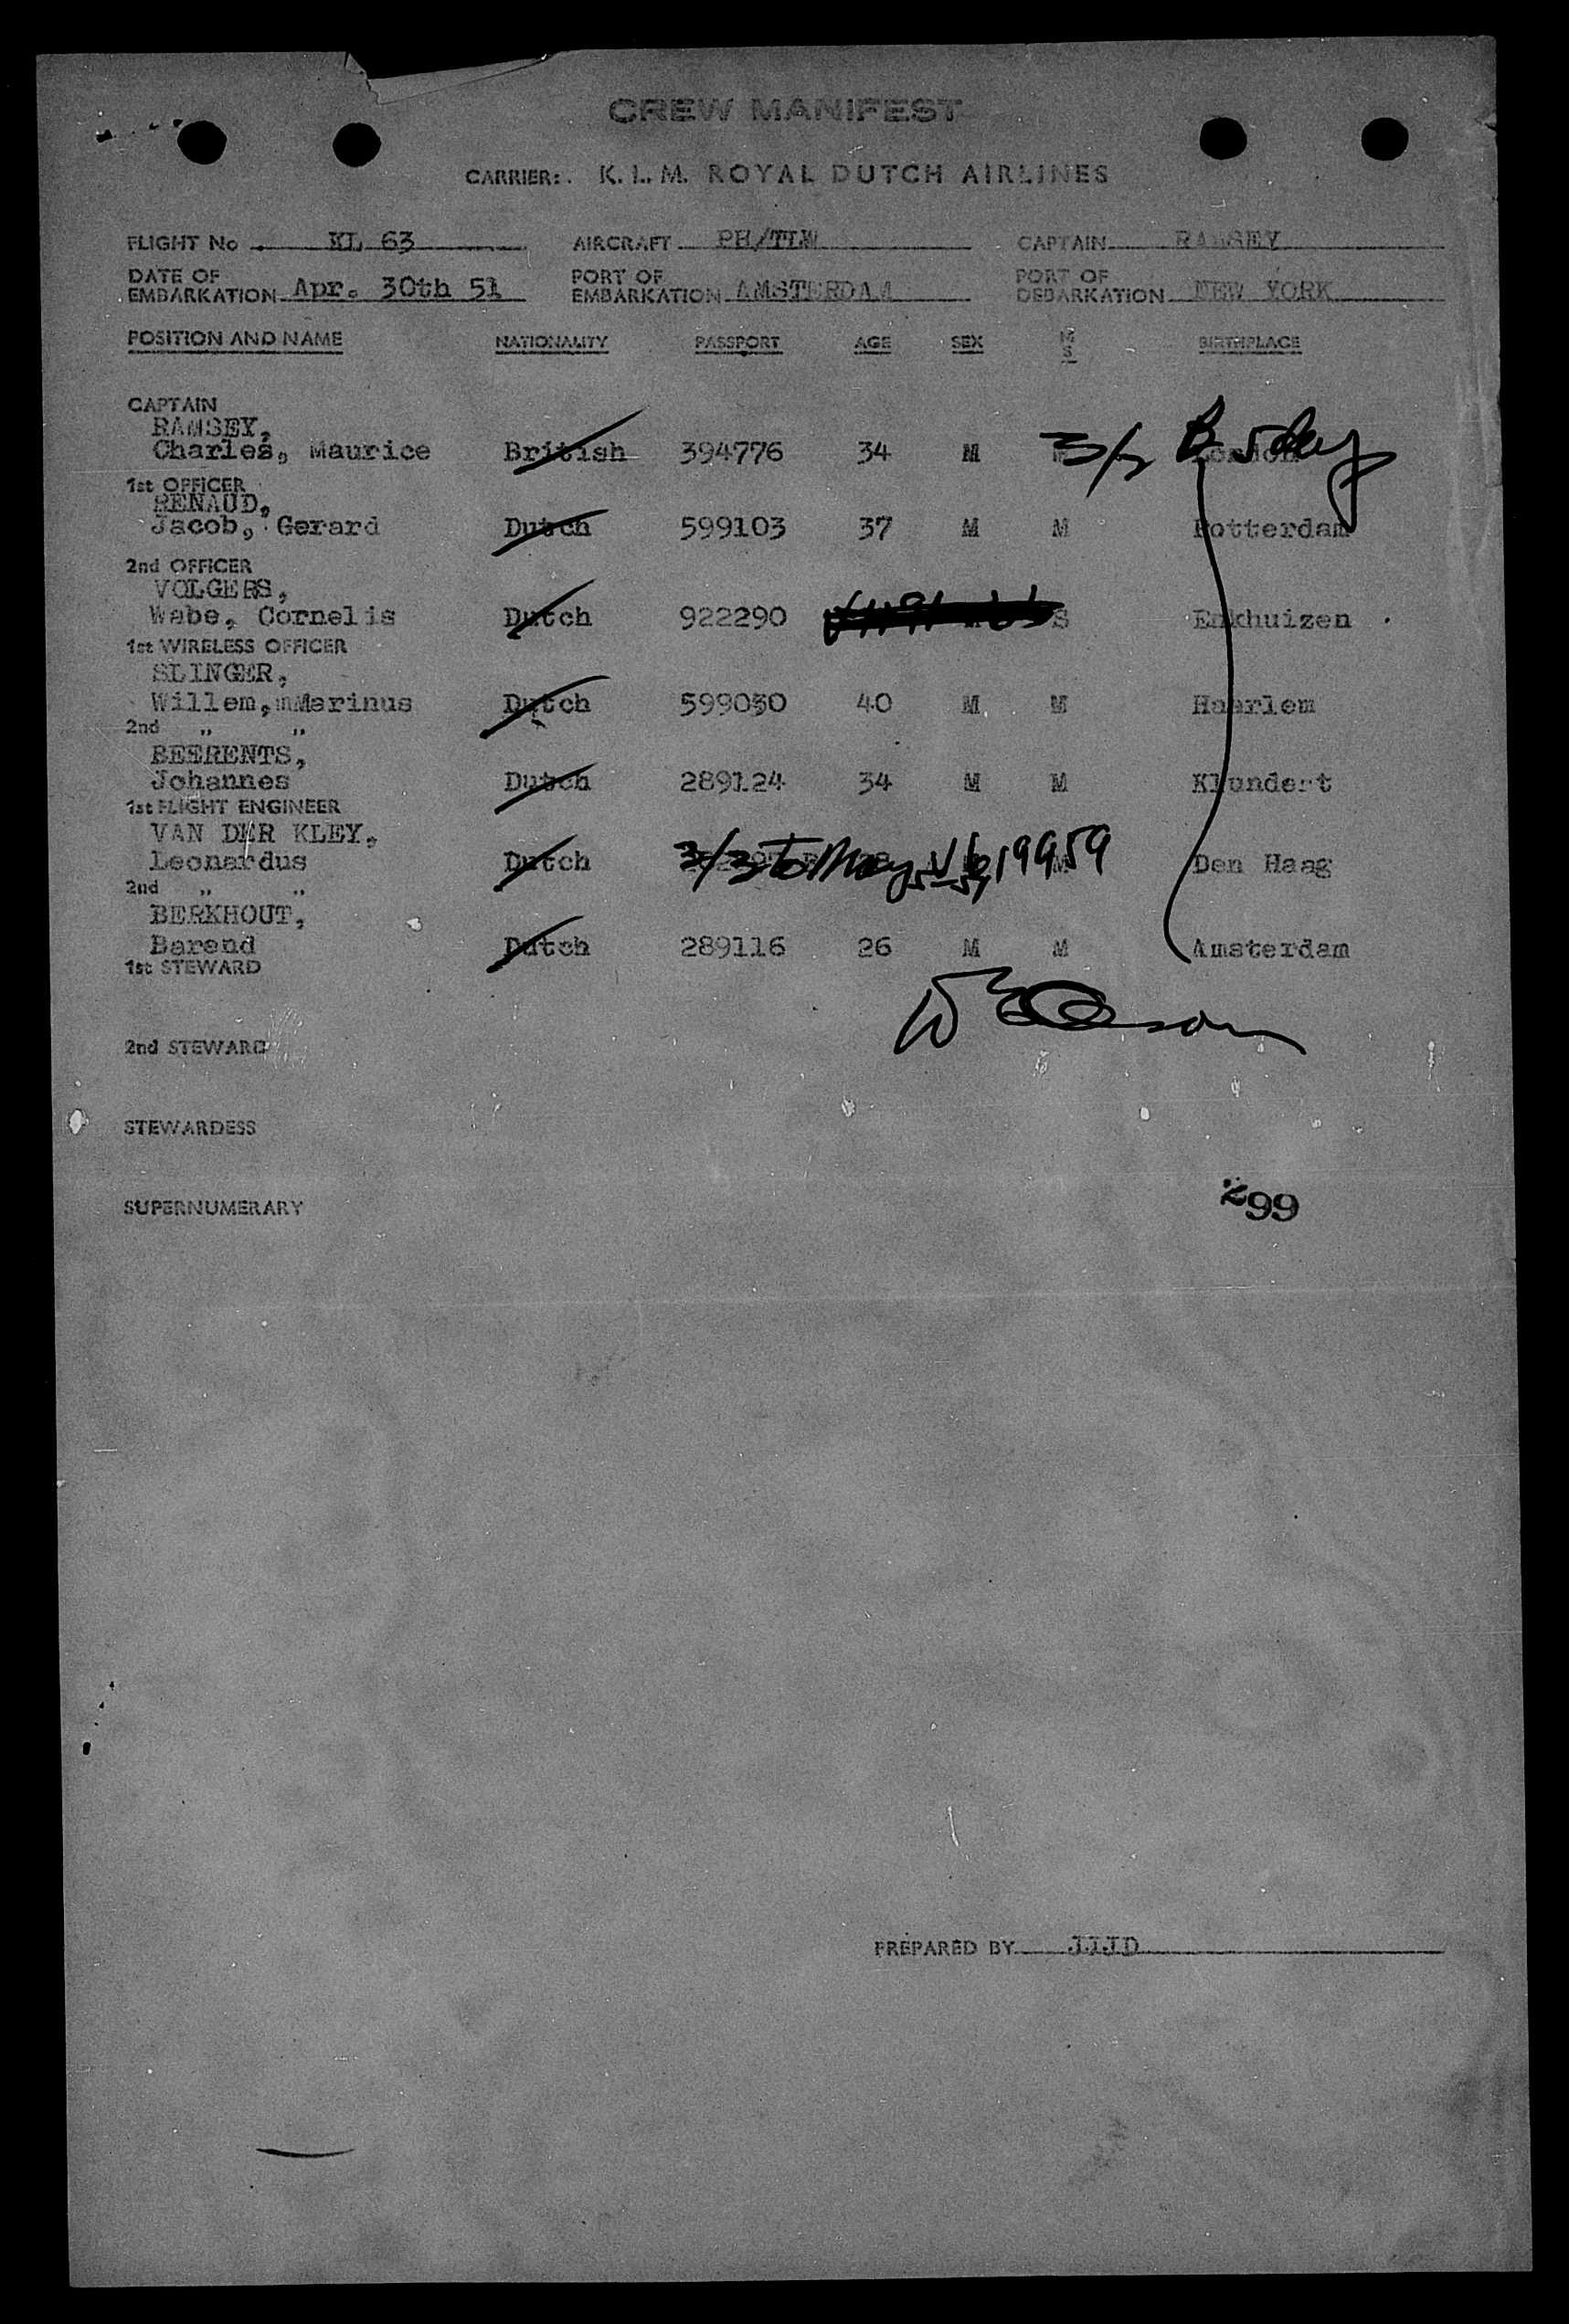 CREW MANIFEST
CARRIER: K. L. M. ROYAL DUTCH AIRLINES
FLIGHT No KL 63 AIRCRAFT PH/TLW CAPTAIN RAMSEY
DATE OF EMBARKATION Apr. 30th 51 PORT OF EMBARKATION AMSTERDAM PORT OF DEBARKATION NEW YORK
POSITION AND NAME NATIONALITY PASSPORT AGE SEX M S BIRTHPLACE
CAPTAIN
RAMSEY,
Charles, Maurice British 394776 34 M London
1st OFFICER
RENAUD,
Jacob, Gerard Dutch 599103 37 M M Rotterdam
2nd OFFICER
VOLGERS,
Wabe, Cornelis Dutch 922290 S Enkhuizen
1st WIRELESS OFFICER
SLINGER,
Willem, Marinus Dutch 599030 40 M M Haarlem
2nd „ „
BEERENTS,
Johannes Dutch 289124 34 M M Klundert
1st FLIGHT ENGINEER
VAN DER KLEY,
Leonardus Dutch M Den Haag
2nd „ „
BERKHOUT,
Barend Dutch 289116 26 M M Amsterdam
1st STEWARD
2nd STEWARD
STEWARDESS
SUPERNUMERARY
299
PREPARED BY JIJD